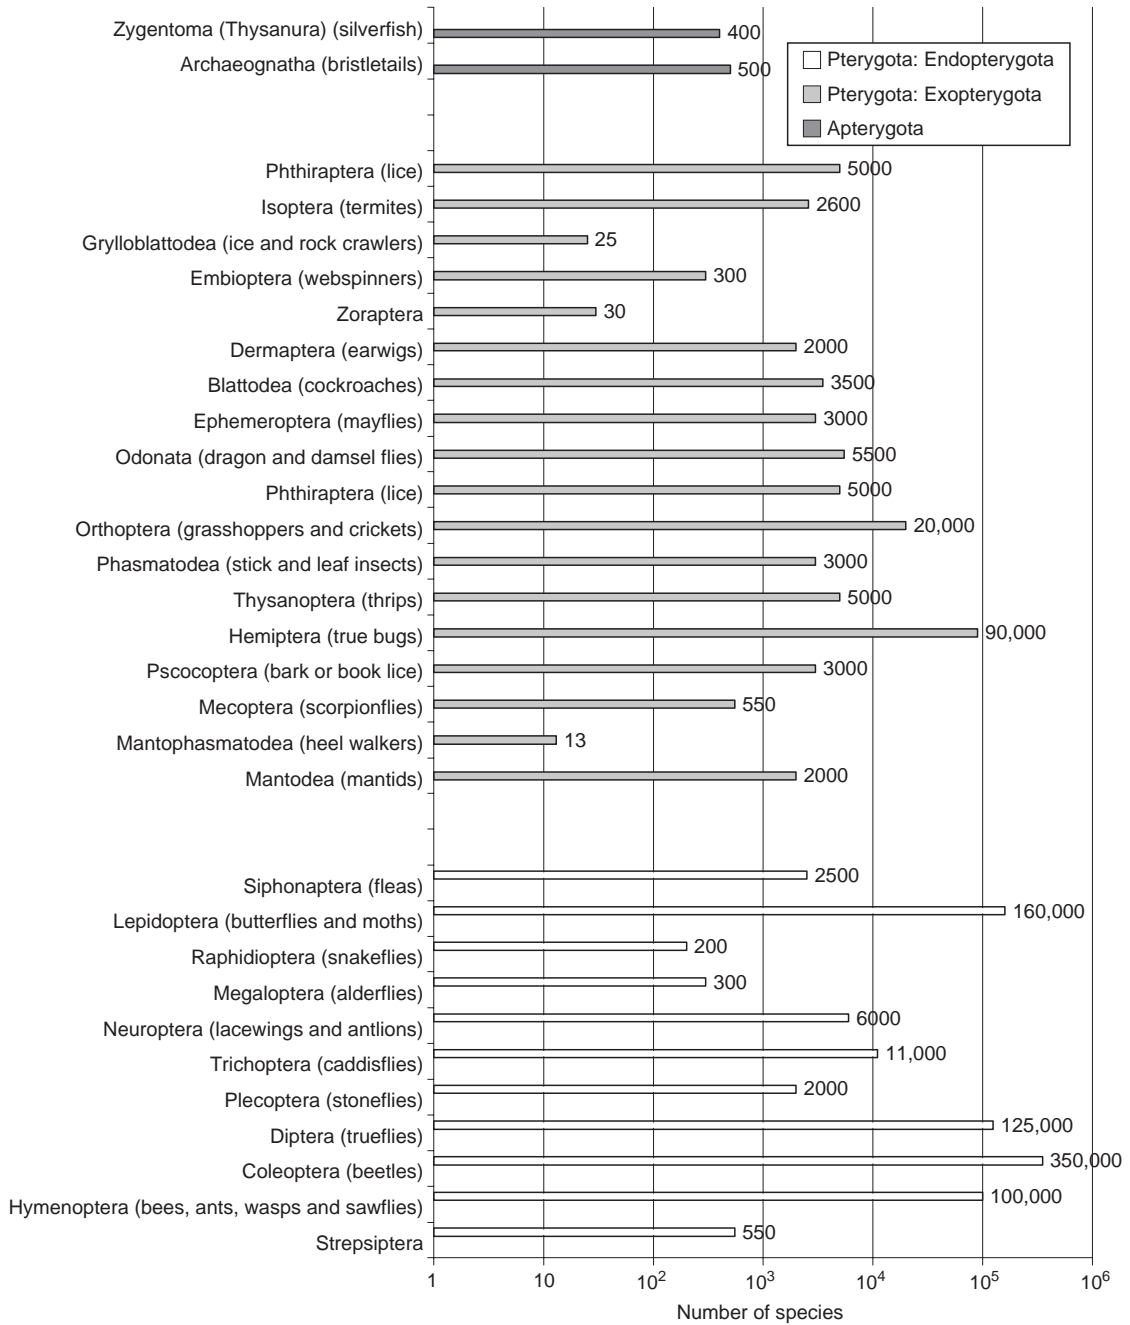 Zygentoma (Thysanura) (silverfish) 400
Archaeognatha (bristletails) 500
Pterygota: Endopterygota
Pterygota: Exopterygota
Apterygota
Phthiraptera (lice) 5000
Isoptera (termites) 2600
Grylloblattodea (ice and rock crawlers) 25
Embioptera (webspinners) 300
Zoraptera 30
Dermaptera (earwigs) 2000
Blattodea (cockroaches) 3500
Ephemeroptera (mayflies) 3000
Odonata (dragon and damsel flies) 5500
Phthiraptera (lice) 5000
Orthoptera (grasshoppers and crickets) 20,000
Phasmatodea (stick and leaf insects) 3000
Thysanoptera (thrips) 5000
Hemiptera (true bugs) 90,000
Pscocoptera (bark or book lice) 3000
Mecoptera (scorpionflies) 550
Mantophasmatodea (heel walkers) 13
Mantodea (mantids) 2000
Siphonaptera (fleas) 2500
Lepidoptera (butterflies and moths) 160,000
Raphidioptera (snakeflies) 200
Megaloptera (alderflies) 300
Neuroptera (lacewings and antlions) 6000
Trichoptera (caddisflies) 11,000
Plecoptera (stoneflies) 2000
Diptera (trueflies) 125,000
Coleoptera (beetles) 350,000
Hymenoptera (bees, ants, wasps and sawflies) 100,000
Strepsiptera 550
1 10 10² 10³ 10⁴ 10⁵ 10⁶
Number of species